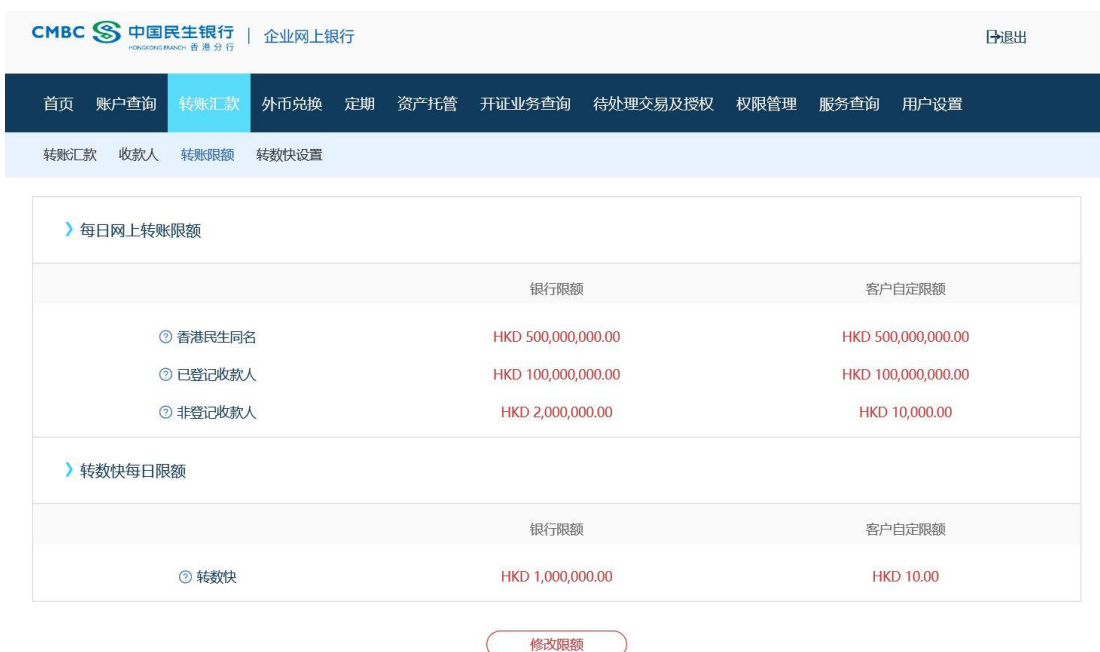 CMBC 中国民生银行 | 企业网上银行
HONGKONG BRANCH 香港分行
退出
首页 账户查询 转账汇款 外币兑换 定期 资产托管 开证业务查询 待处理交易及授权 权限管理 服务查询 用户设置
转账汇款 收款人 转账限额 转数快设置
每日网上转账限额
银行限额 客户自定限额
香港民生同名 HKD 500,000,000.00 HKD 500,000,000.00
已登记收款人 HKD 100,000,000.00 HKD 100,000,000.00
非登记收款人 HKD 2,000,000.00 HKD 10,000.00
转数快每日限额
银行限额 客户自定限额
转数快 HKD 1,000,000.00 HKD 10.00
修改限额